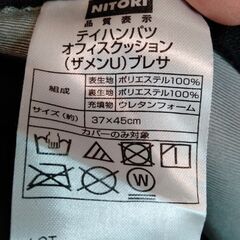 NITORI
品質表示
テイハンパツ
オフィスクッション
(ザメンU)プレサ
組成
表生地 ポリエステル100%
裏生地 ポリエステル100%
充填物 ウレタンフォーム
サイズ(約) 37×45cm
カバーのみ対象
W